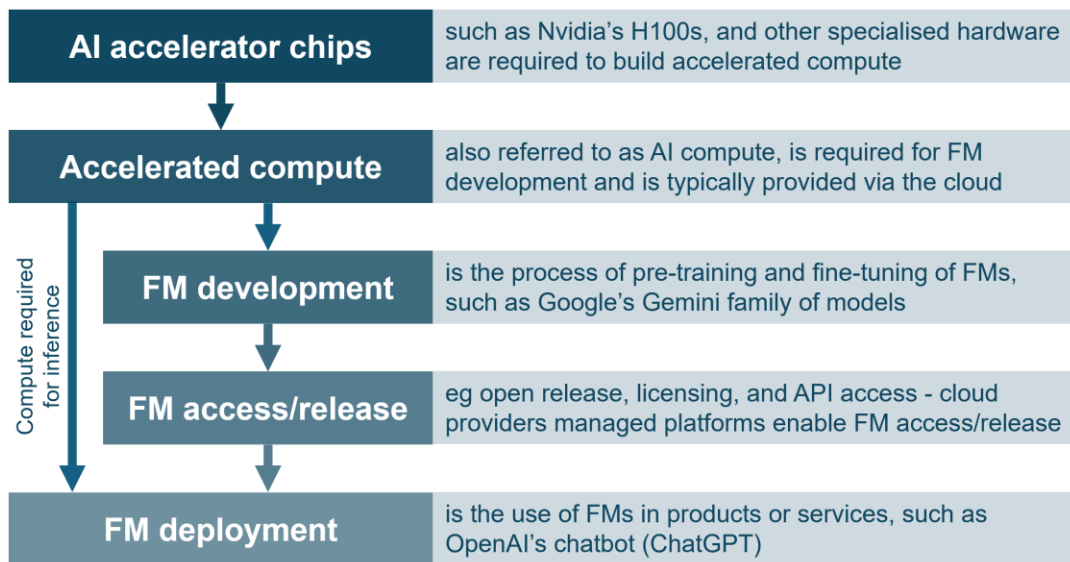 AI accelerator chips
such as Nvidia's H100s, and other specialised hardware
are required to build accelerated compute
Accelerated compute
also referred to as AI compute, is required for FM
development and is typically provided via the cloud
Compute required
for inference
FM development
is the process of pre-training and fine-tuning of FMs,
such as Google's Gemini family of models
FM access/release
eg open release, licensing, and API access - cloud
providers managed platforms enable FM access/release
FM deployment
is the use of FMs in products or services, such as
OpenAI's chatbot (ChatGPT)